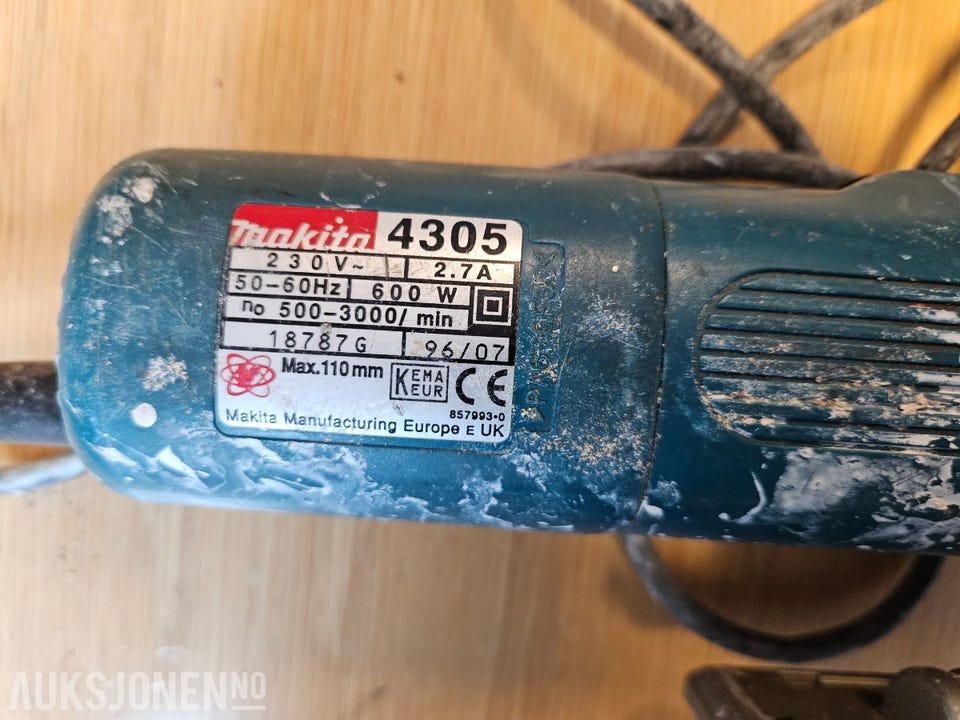 makita 4305
230V~ 2.7A
50-60Hz 600 W
no 500-3000/min
18787G 96/07
Max.110mm KEMA EUR CE
857993-0
Makita Manufacturing Europe E UK
AUKSJONEN NO